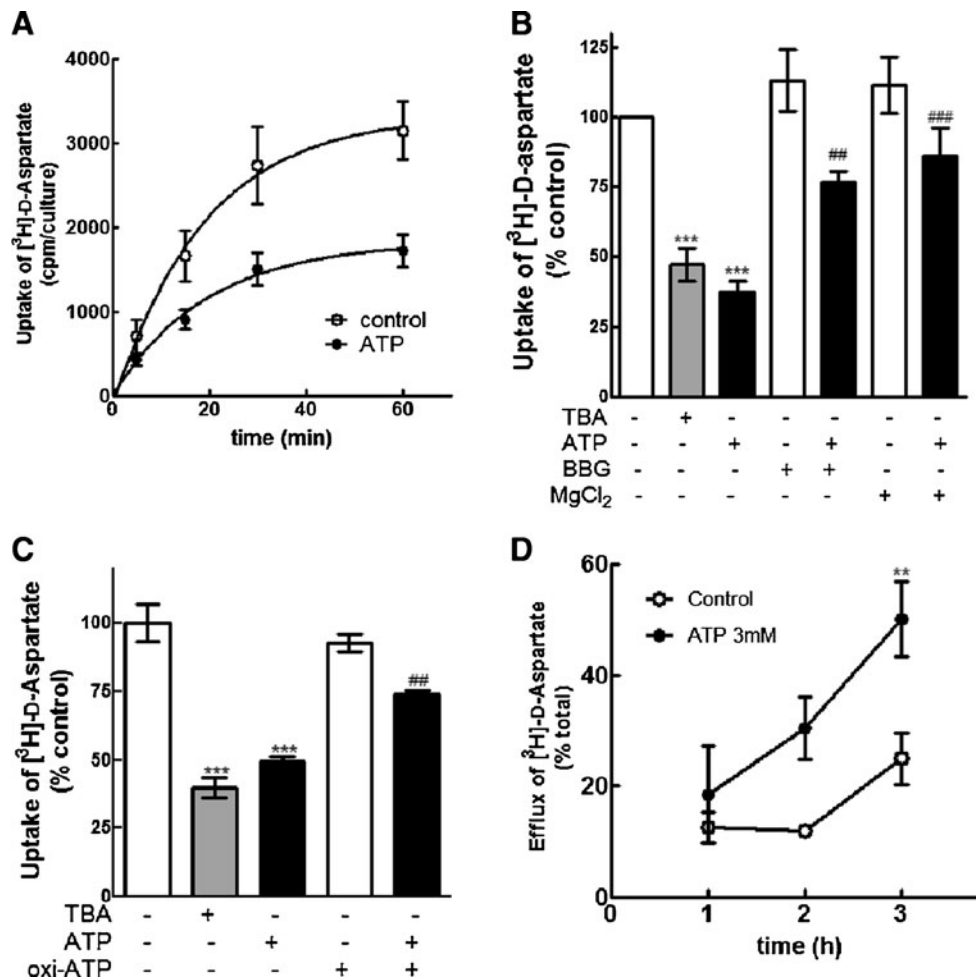 A
Uptake of [³H]-D-Aspartate
(cpm/culture)
4000
3000
2000
1000
0
0 20 40 60
time (min)
control
ATP
B
Uptake of [³H]-D-aspartate
(% control)
125
100
75
50
25
0
***
***
##
###
TBA - + - - - - -
ATP - - + - + - +
BBG - - - + + - -
MgCl₂ - - - - - + +
C
Uptake of [³H]-D-Aspartate
(% control)
100
75
50
25
0
***
***
##
TBA - + - - -
ATP - - + - +
oxi-ATP - - - + +
D
Efflux of [³H]-D-Aspartate
(% total)
60
40
20
0
Control
ATP 3mM
**
0 1 2 3
time (h)